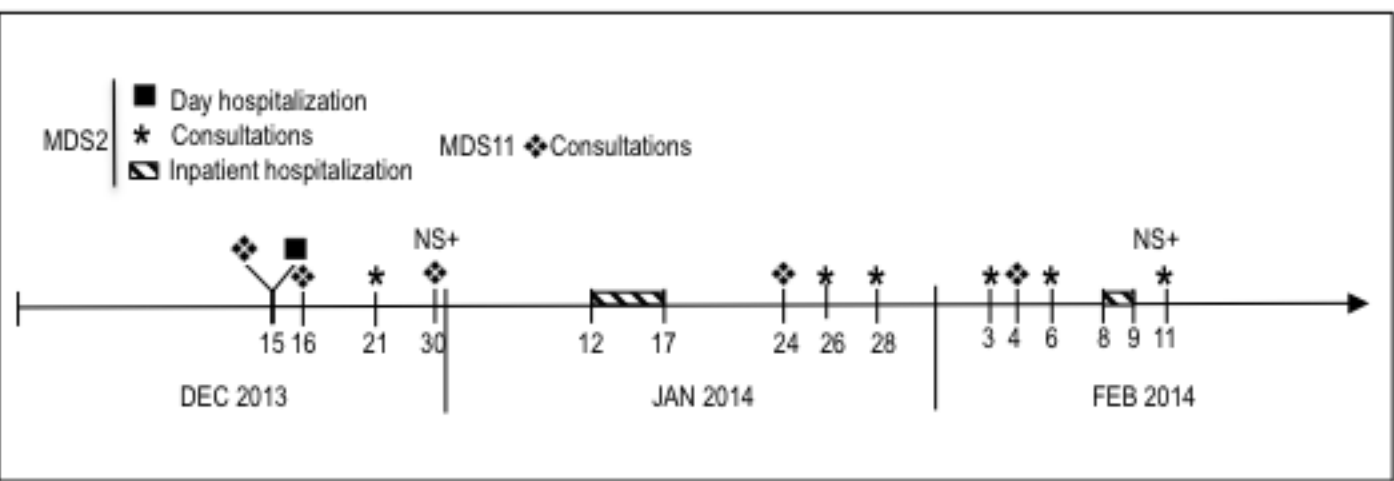 Day hospitalization
MDS2 * Consultations MDS11 Consultations
Inpatient hospitalization
NS+ NS+
15 16 21 30 12 17 24 26 28 3 4 6 8 9 11
DEC 2013 JAN 2014 FEB 2014